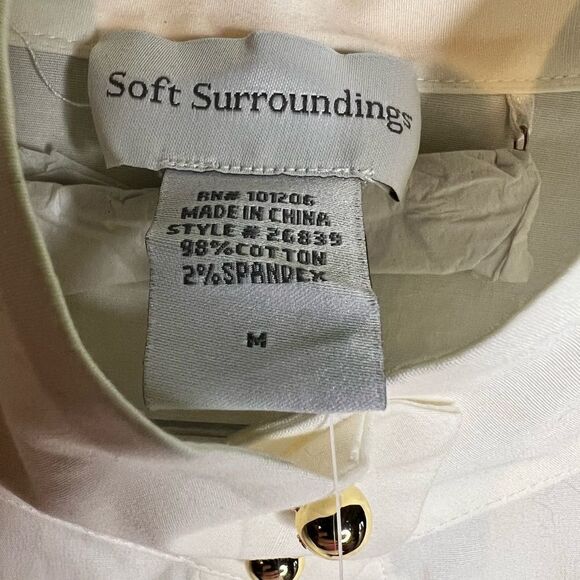 Soft Surroundings
RN# 101206
MADE IN CHINA
STYLE # 26839
98% COTTON
2% SPANDEX
M